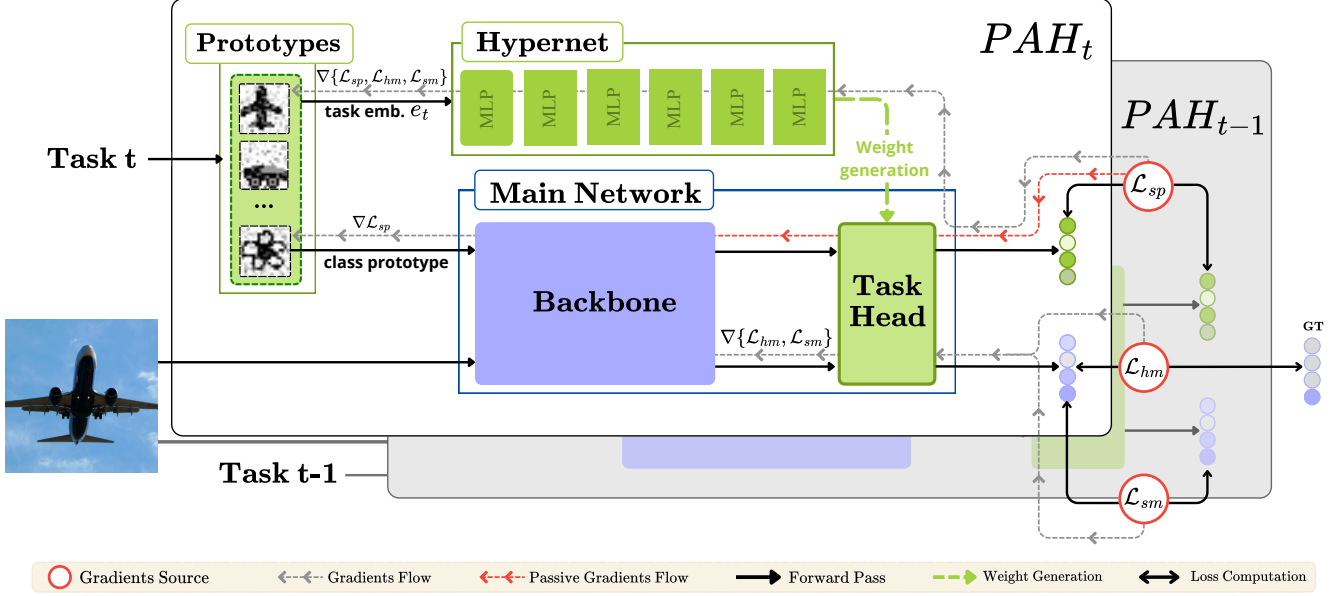 Prototypes
Hypernet
PAH_t
∇{ℒ_sp, ℒ_hm, ℒ_sm}
task emb. e_t
MLP
MLP
MLP
MLP
MLP
MLP
PAH_{t−1}
Task t
Weight
generation
Main Network
ℒ_sp
...
∇ℒ_sp
class prototype
Backbone
Task
Head
∇{ℒ_hm, ℒ_sm}
GT
ℒ_hm
Task t-1
ℒ_sm
Gradients Source
Gradients Flow
Passive Gradients Flow
Forward Pass
Weight Generation
Loss Computation